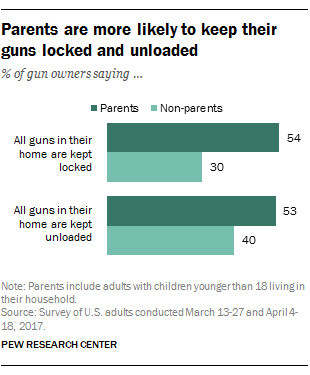 Parents are more likely to keep their
guns locked and unloaded
% of gun owners saying ...
Parents Non-parents
All guns in their
home are kept
locked
54
30
All guns in their
home are kept
unloaded
53
40
Note: Parents include adults with children younger than 18 living in
their household.
Source: Survey of U.S. adults conducted March 13-27 and April 4-
18, 2017.
PEW RESEARCH CENTER